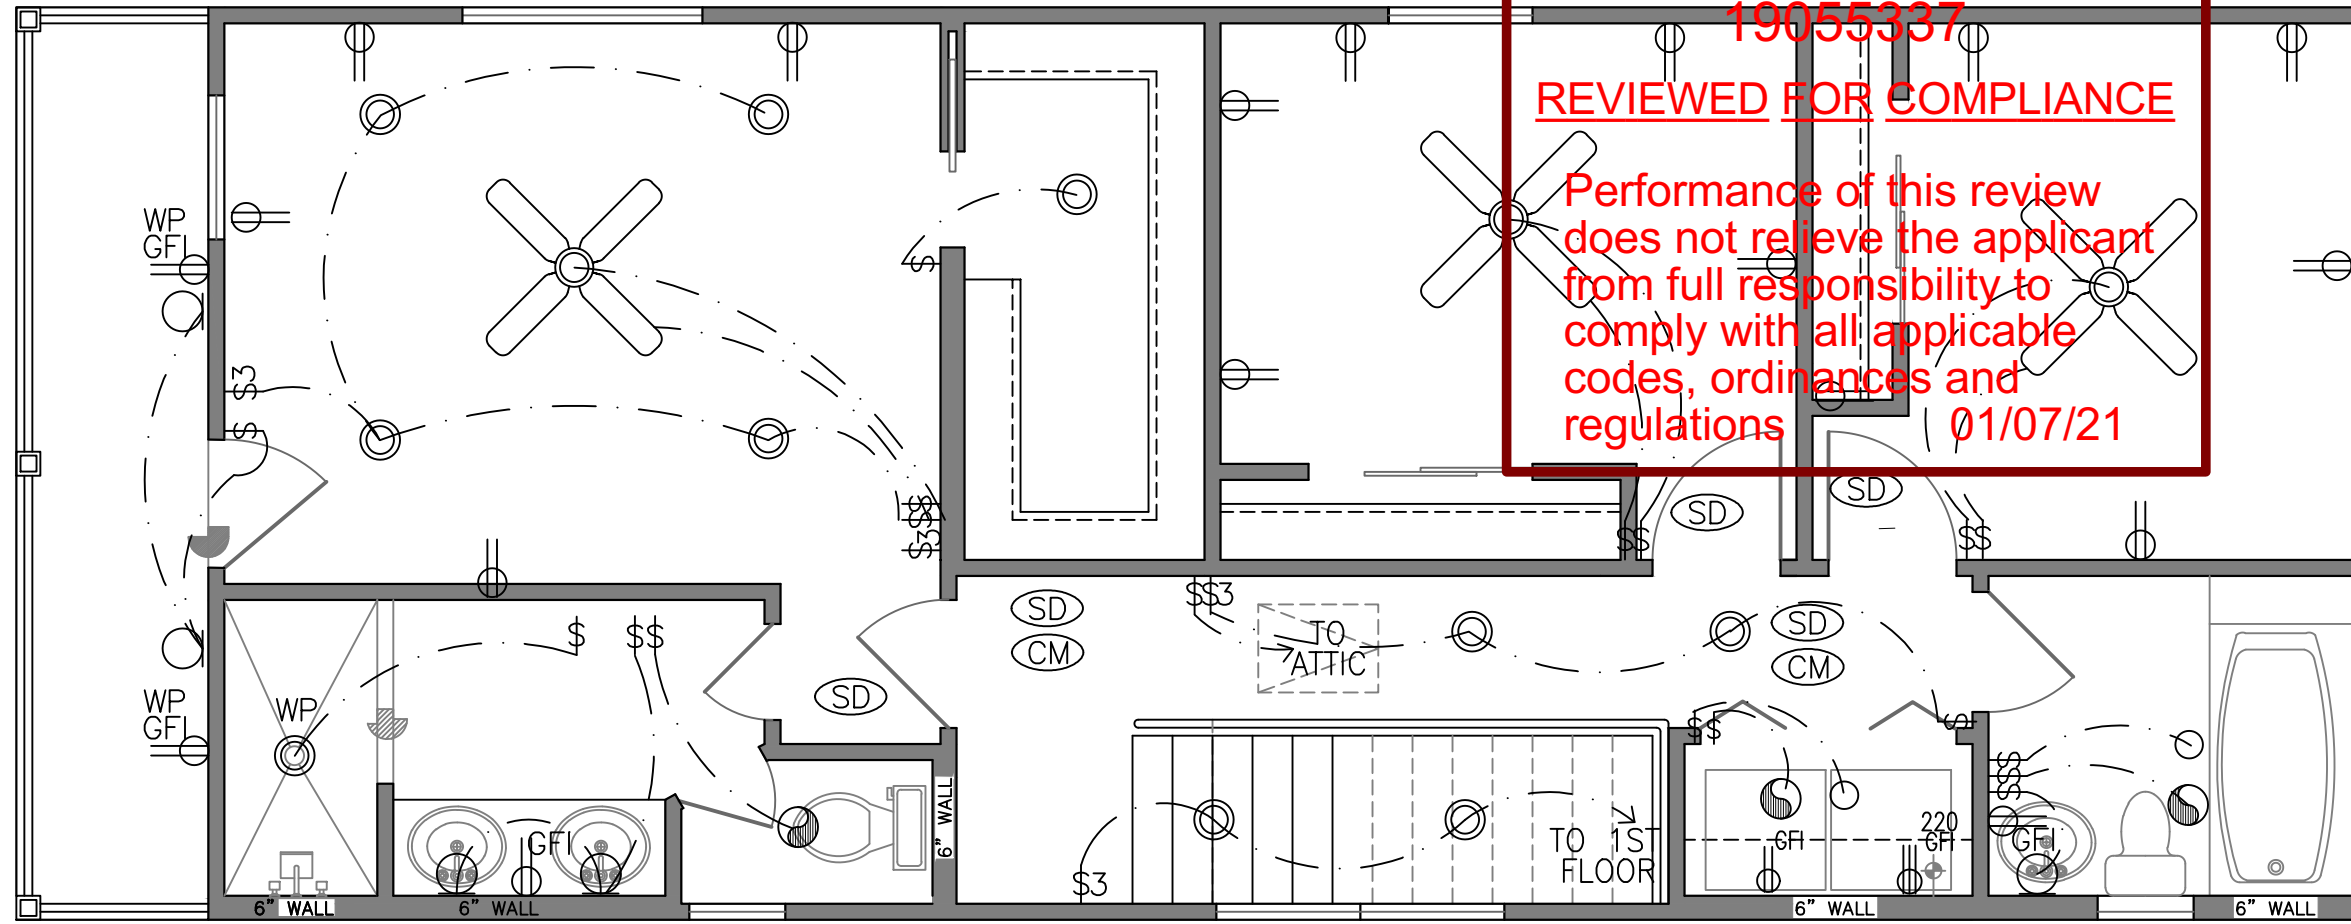 19055337
REVIEWED FOR COMPLIANCE
Performance of this review
does not relieve the applicant
from full responsibility to
comply with all applicable
codes, ordinances and
regulations 01/07/21
WP
GFI
$
$3
$
$$
$3
SD
SD
$$
$$
SD
CM
$$3
TO
ATTIC
SD
CM
$
$$
SD
WP
WP
GFI
$$
$
$$$
GFI
6" WALL
$3
TO 1ST
FLOOR
GFI
220
GFI
GFI
6" WALL
6" WALL
6" WALL
6" WALL